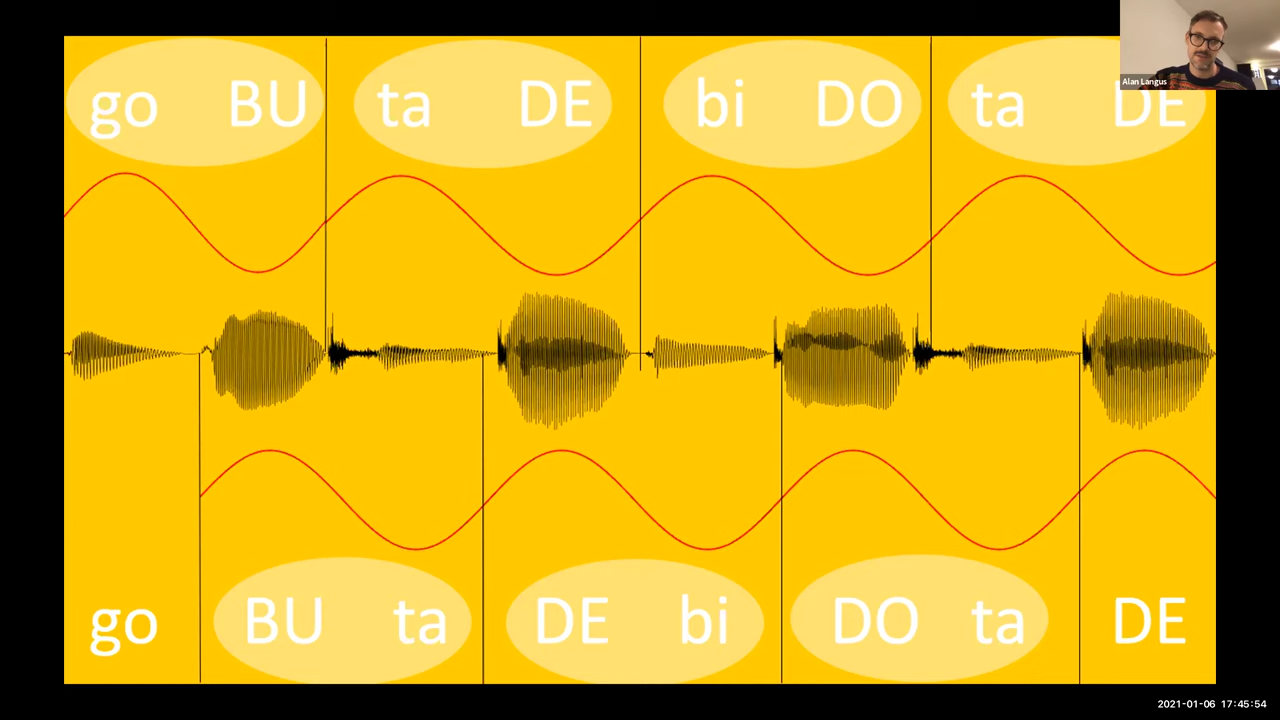 go BU ta DE bi DO ta DE
Alan Langus
go BU ta DE bi DO ta DE
2021-01-06 17:45:54